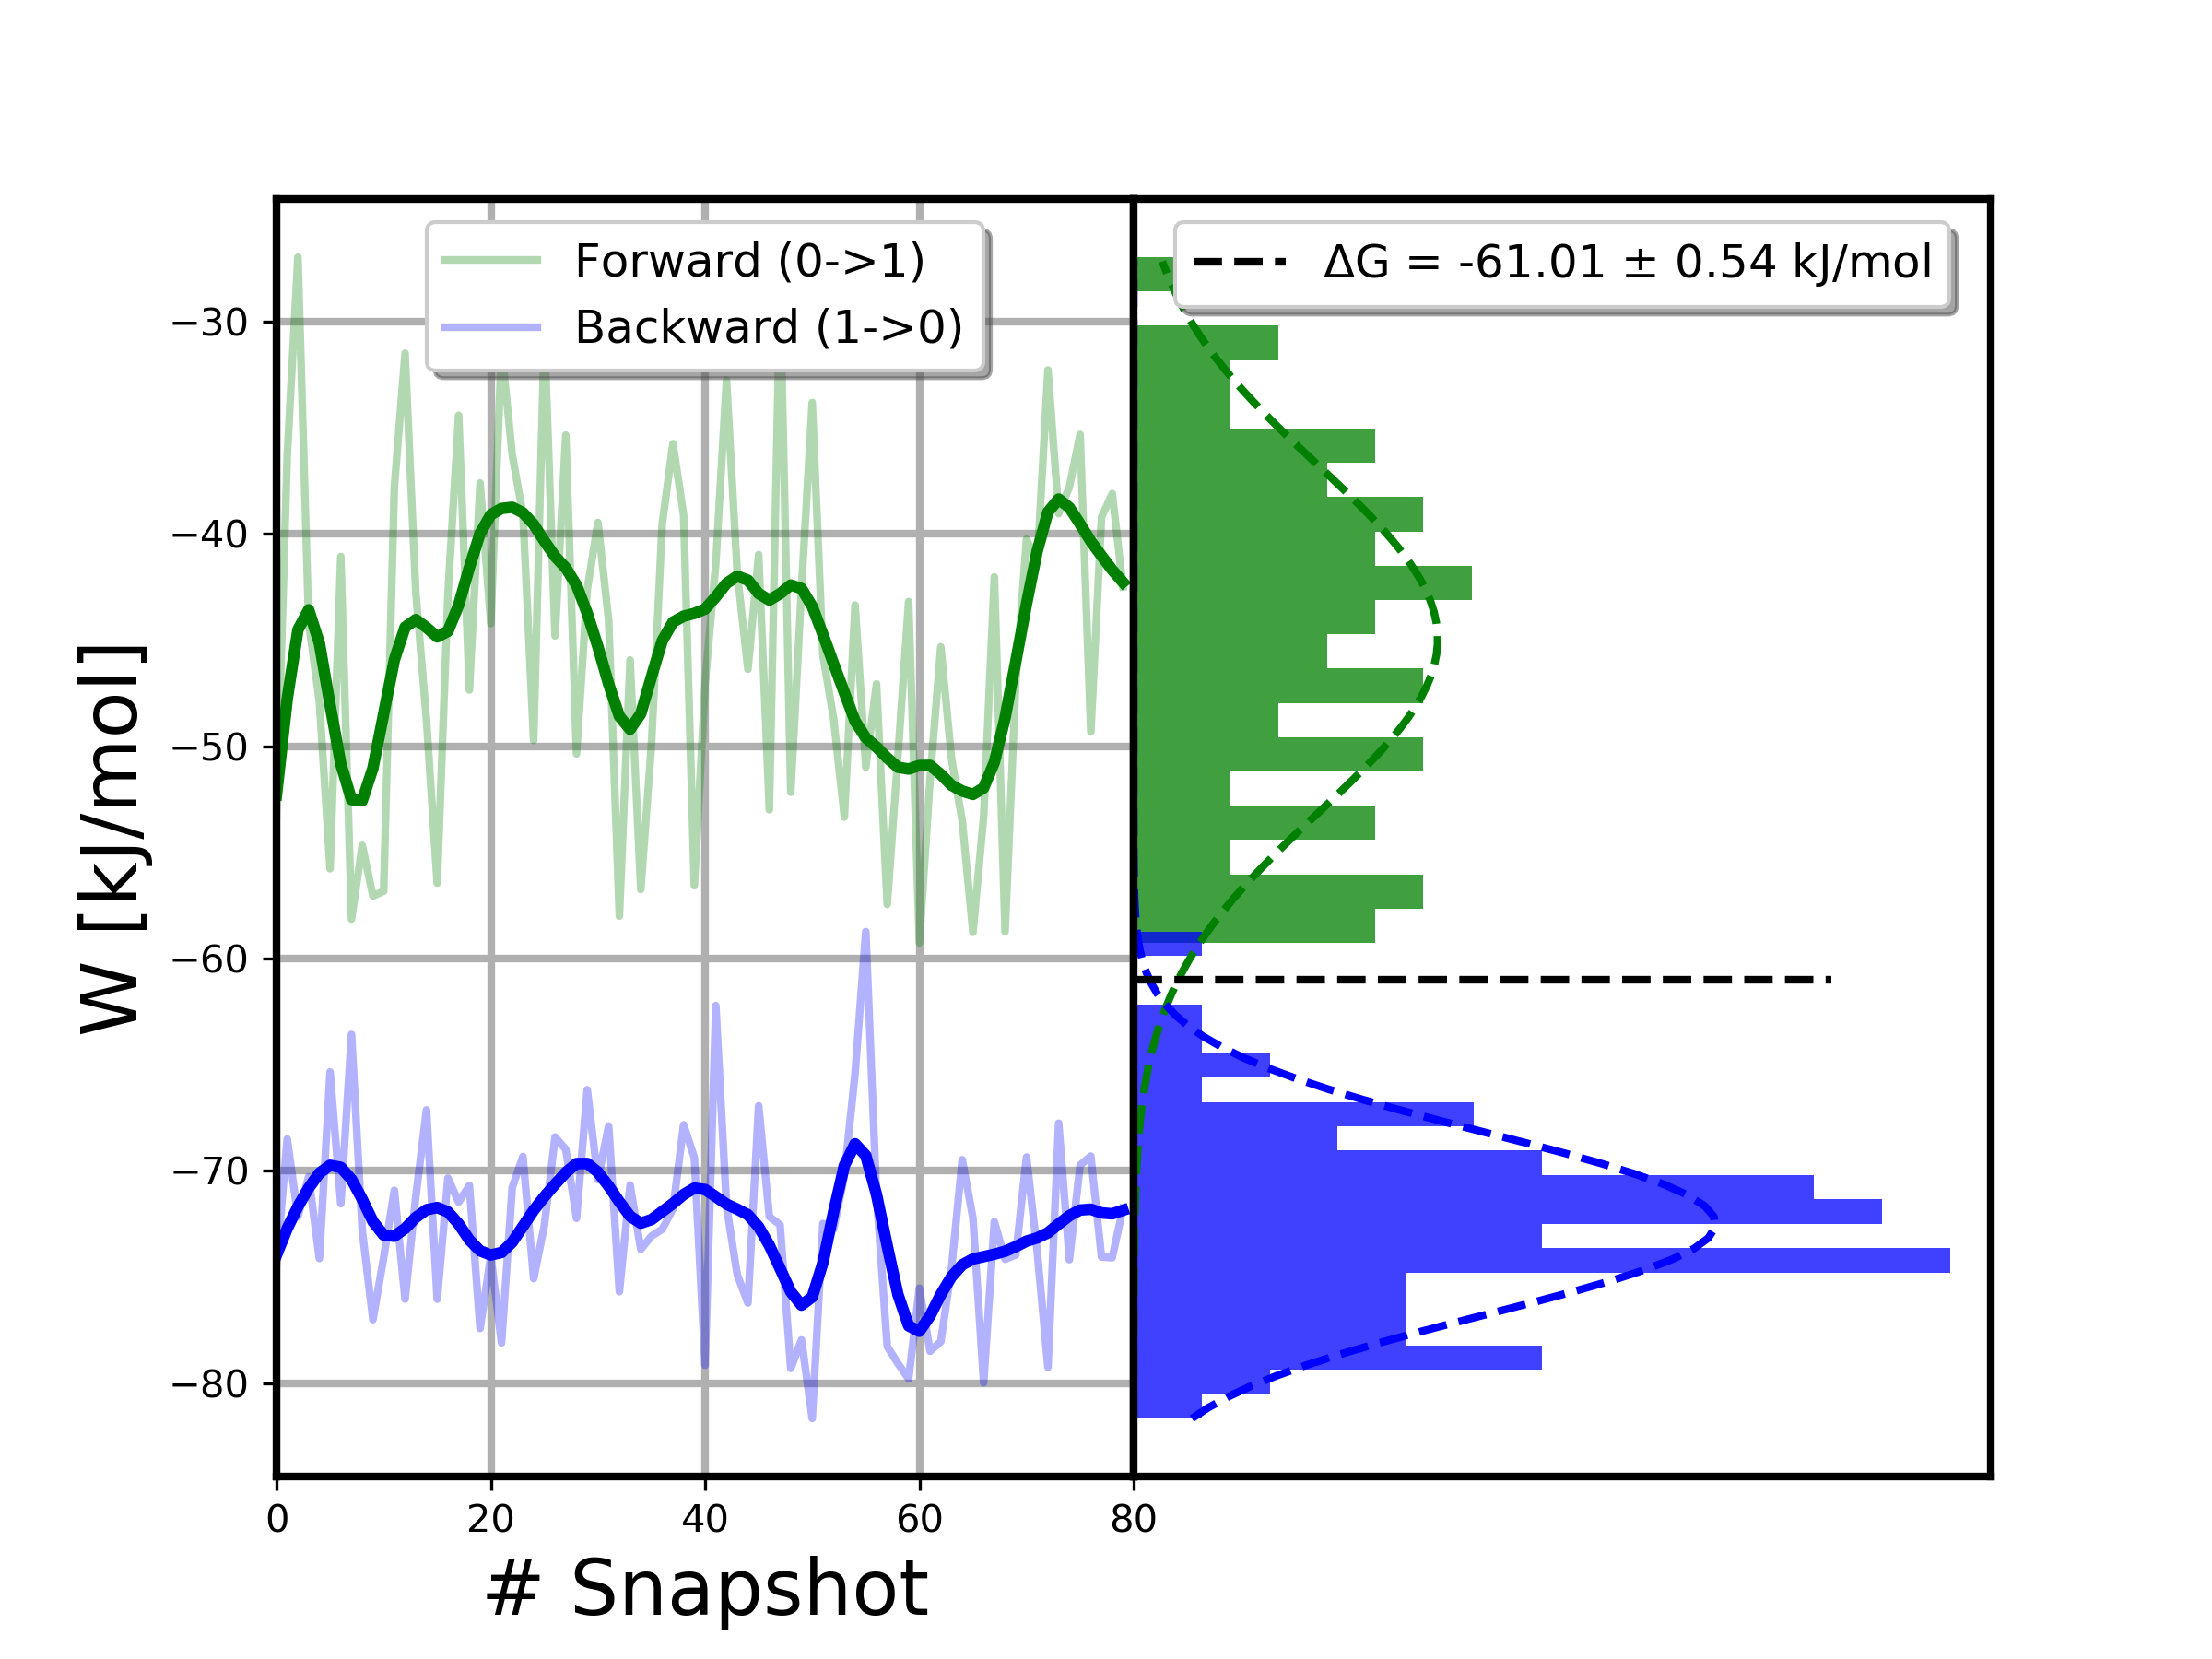 Forward (0->1)
Backward (1->0)
ΔG = -61.01 ± 0.54 kJ/mol
−30
−40
−50
−60
−70
−80
W [kJ/mol]
0
20
40
60
80
# Snapshot